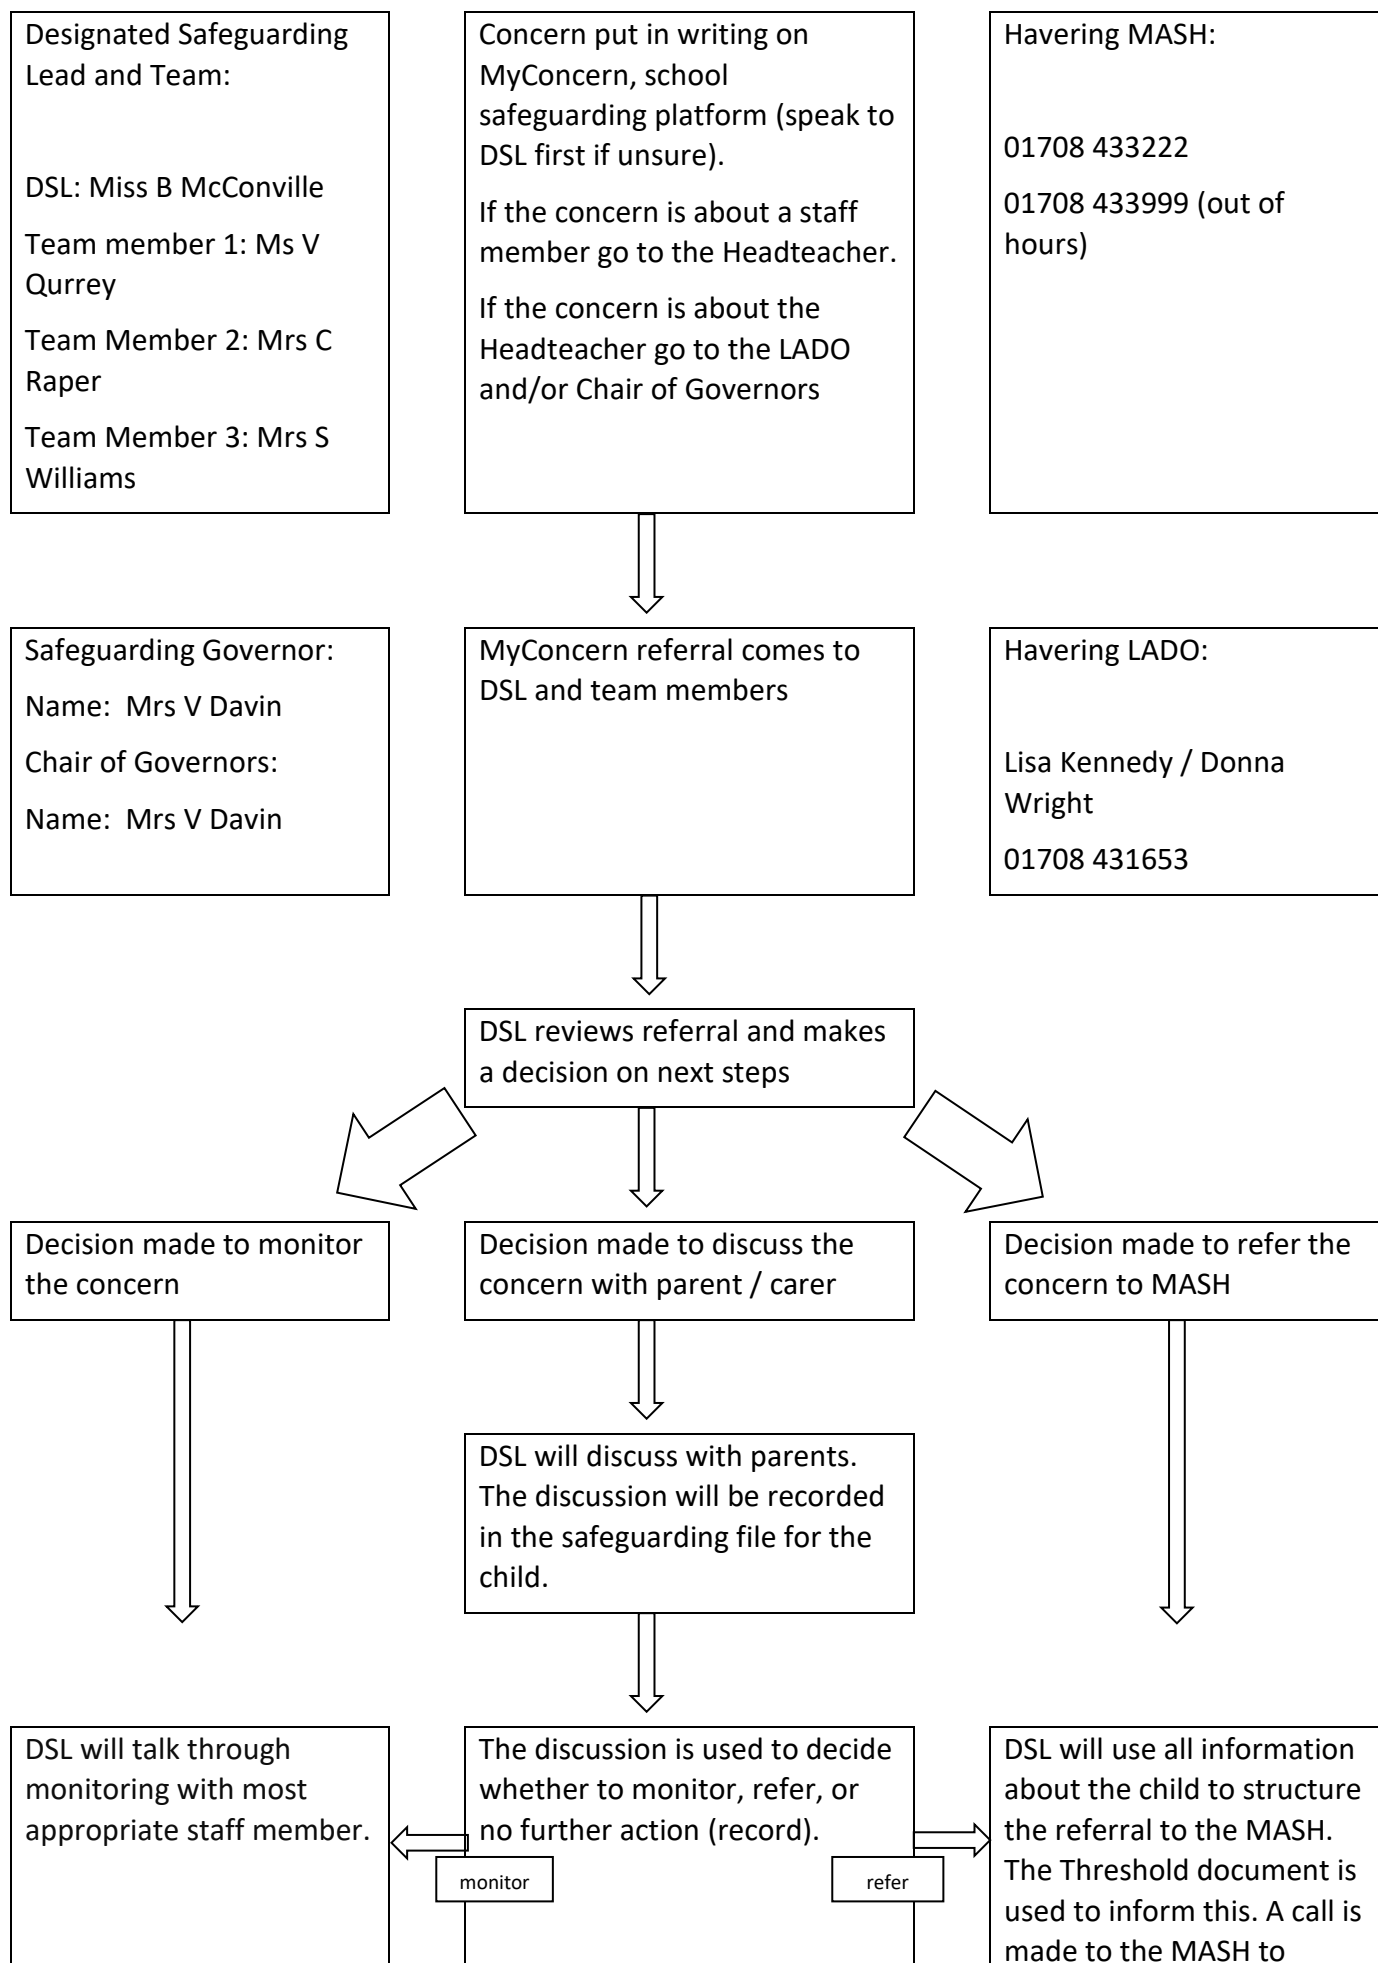 Designated Safeguarding
Lead and Team:
DSL: Miss B McConville
Team member 1: Ms V
Qurrey
Team Member 2: Mrs C
Raper
Team Member 3: Mrs S
Williams
Concern put in writing on
MyConcern, school
safeguarding platform (speak to
DSL first if unsure).
If the concern is about a staff
member go to the Headteacher.
If the concern is about the
Headteacher go to the LADO
and/or Chair of Governors
Havering MASH:
01708 433222
01708 433999 (out of
hours)
Safeguarding Governor:
Name:  Mrs V Davin
Chair of Governors:
Name:  Mrs V Davin
MyConcern referral comes to
DSL and team members
Havering LADO:
Lisa Kennedy / Donna
Wright
01708 431653
DSL reviews referral and makes
a decision on next steps
Decision made to monitor
the concern
Decision made to discuss the
concern with parent / carer
Decision made to refer the
concern to MASH
DSL will discuss with parents.
The discussion will be recorded
in the safeguarding file for the
child.
DSL will talk through
monitoring with most
appropriate staff member.
The discussion is used to decide
whether to monitor, refer, or
no further action (record).
monitor
refer
DSL will use all information
about the child to structure
the referral to the MASH.
The Threshold document is
used to inform this. A call is
made to the MASH to